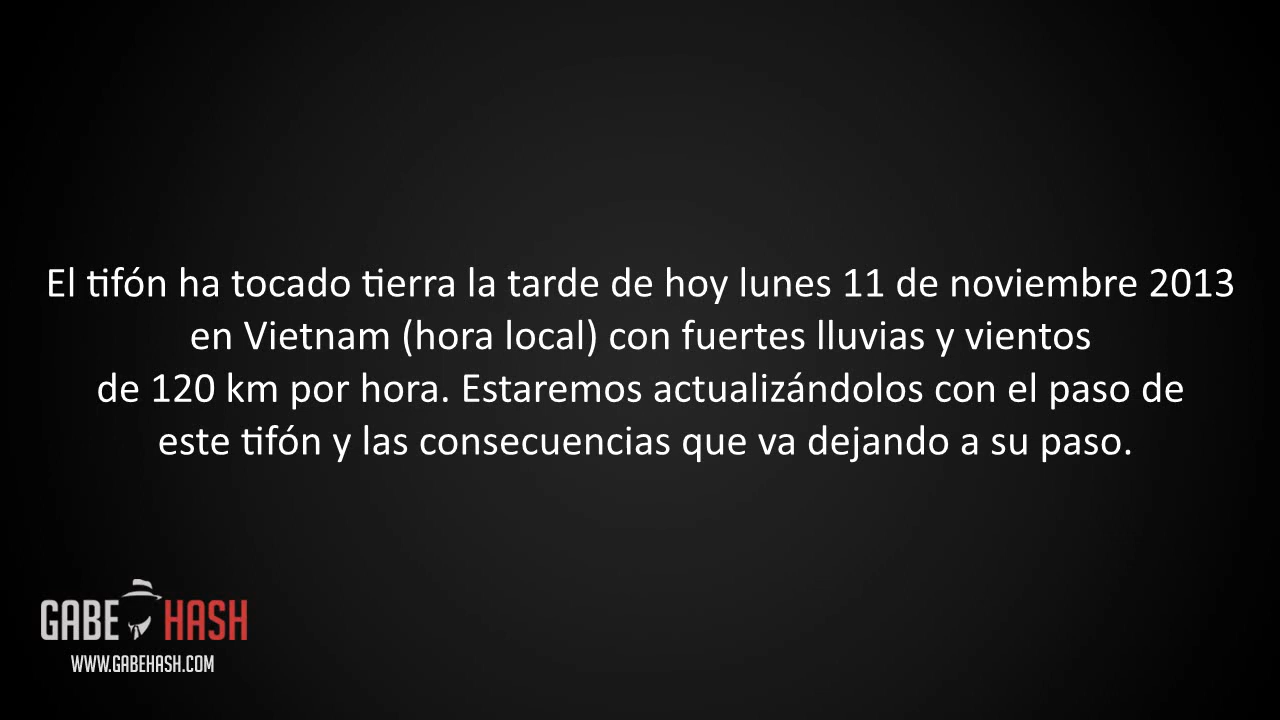 El tifón ha tocado tierra la tarde de hoy lunes 11 de noviembre 2013
en Vietnam (hora local) con fuertes lluvias y vientos
de 120 km por hora. Estaremos actualizándolos con el paso de
este tifón y las consecuencias que va dejando a su paso.
GABE HASH
WWW.GABEHASH.COM